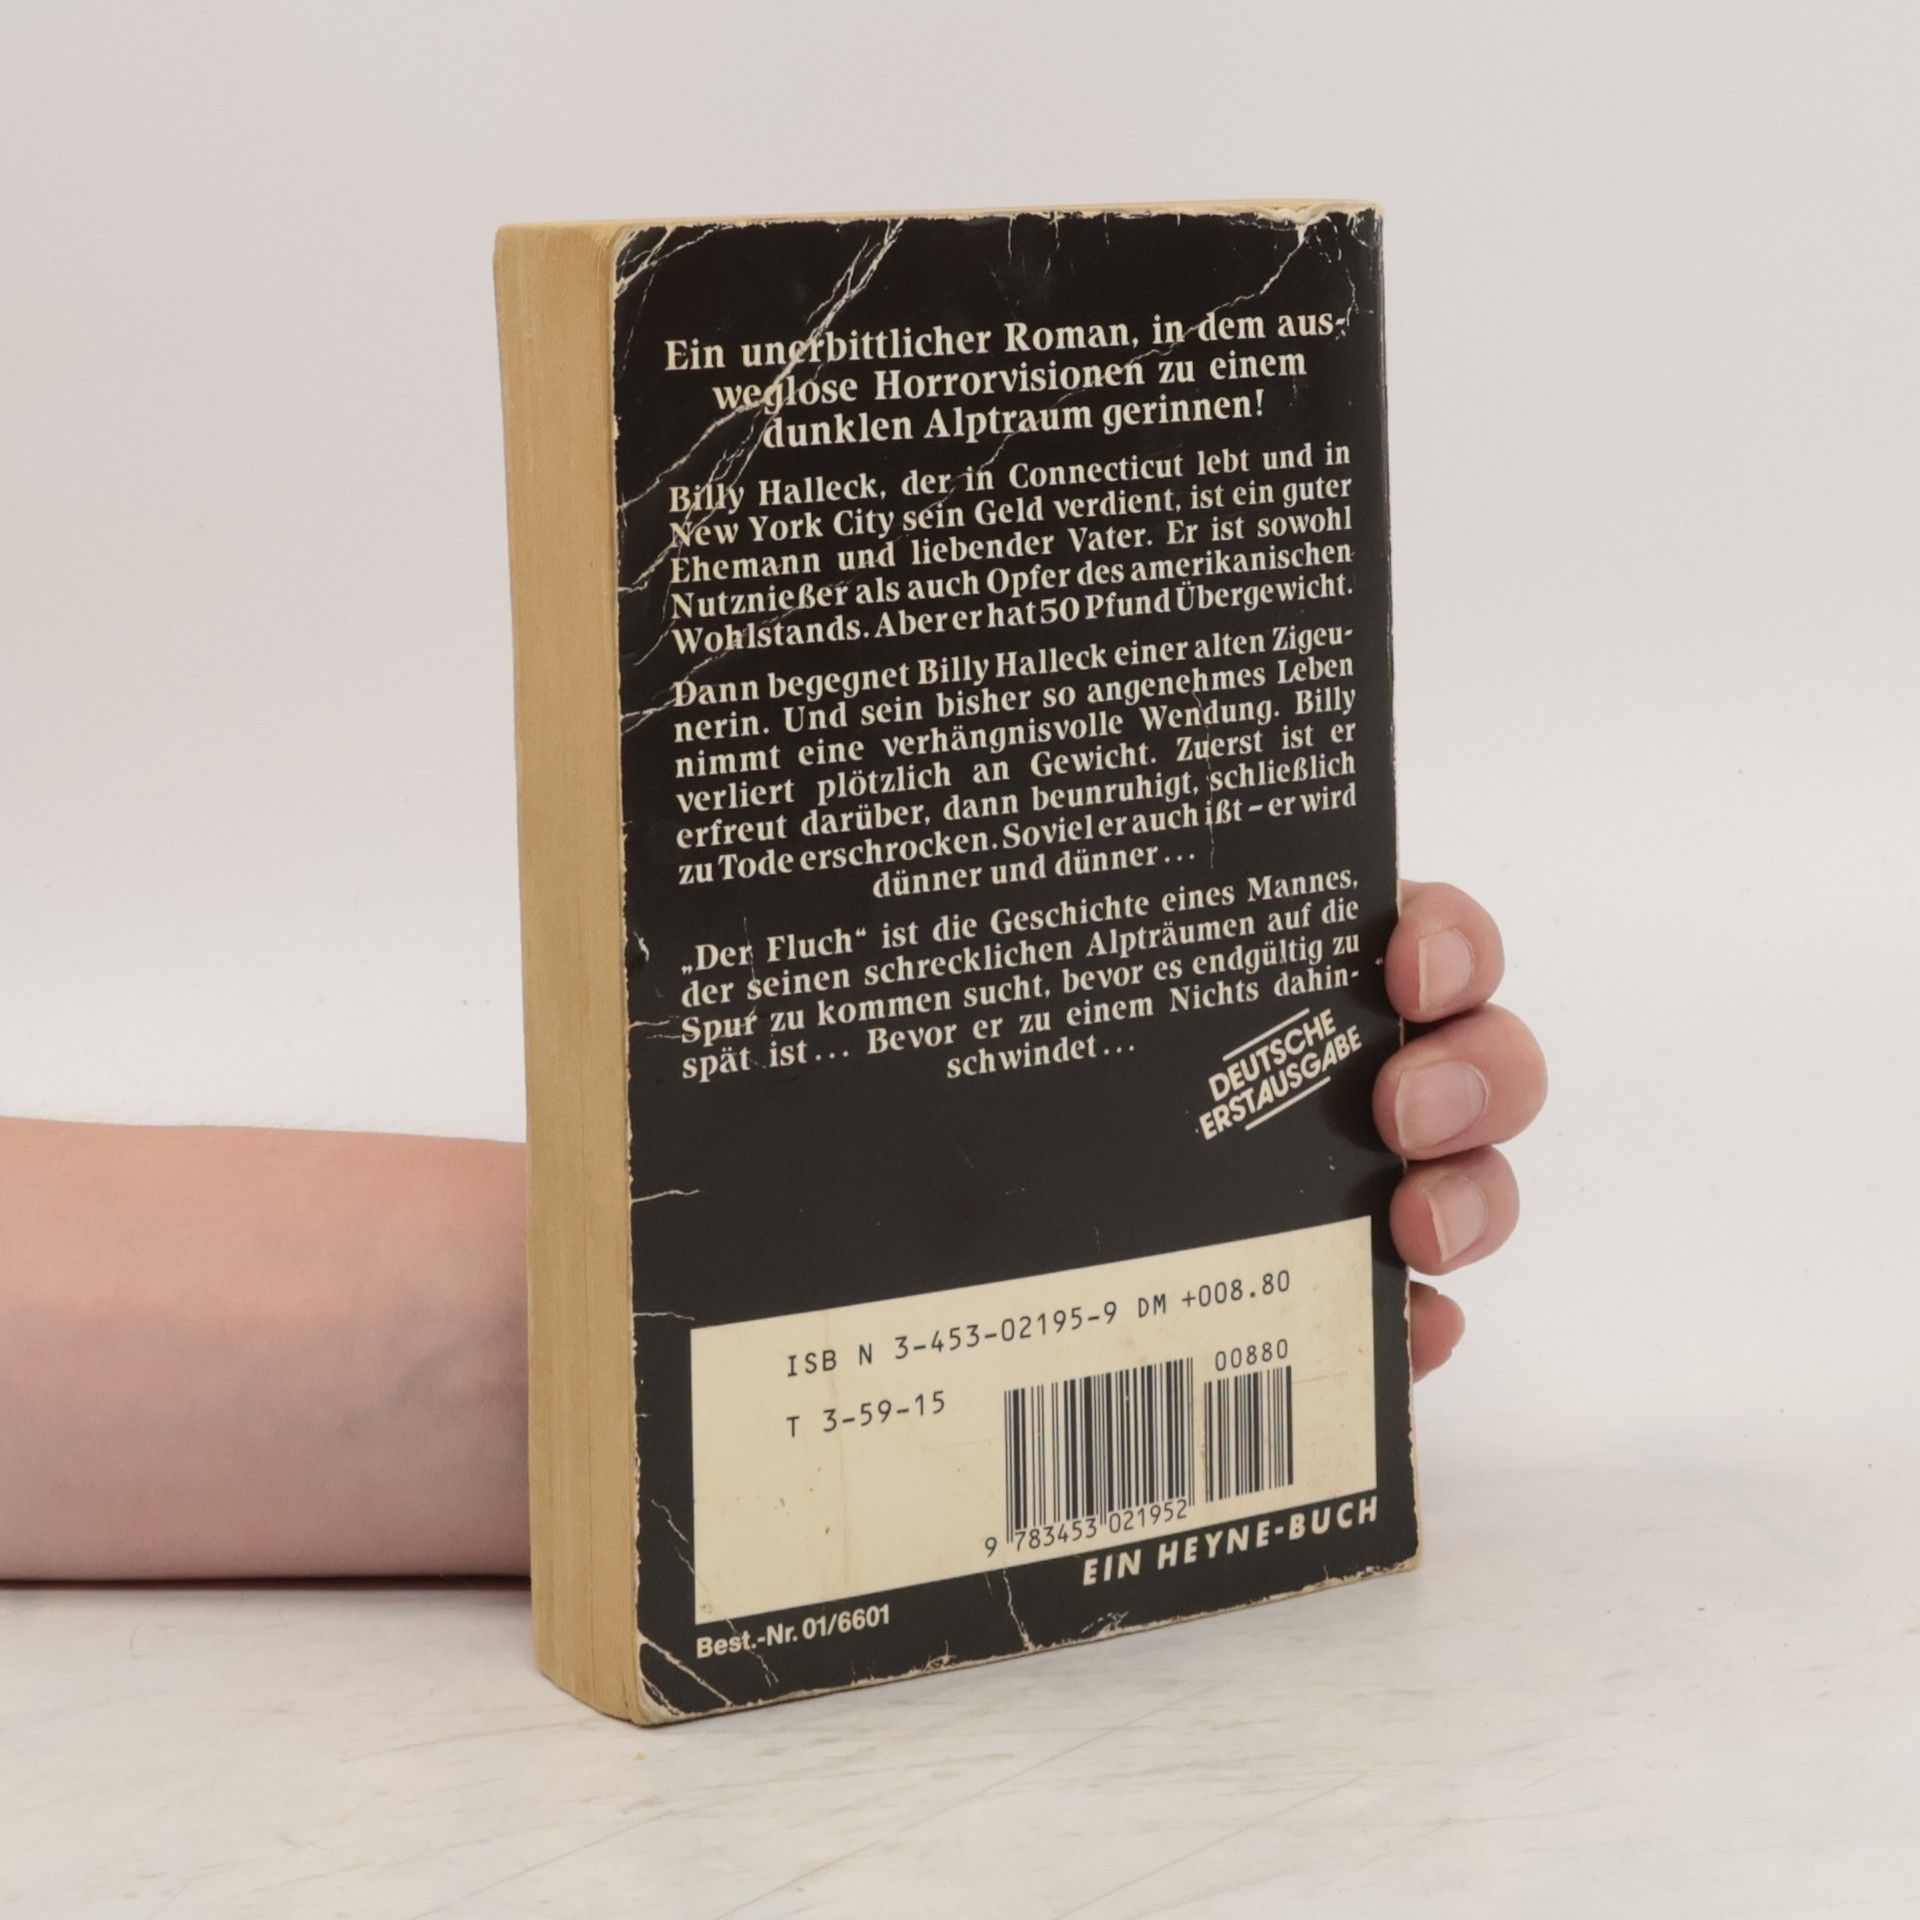 Ein unerbittlicher Roman, in dem aus-
weglose Horrorvisionen zu einem
dunklen Alptraum gerinnen!
Billy Halleck, der in Connecticut lebt und in
New York City sein Geld verdient, ist ein guter
Ehemann und liebender Vater. Er ist sowohl
Nutznießer als auch Opfer des amerikanischen
Wohlstands. Aber er hat 50 Pfund Übergewicht.
Dann begegnet Billy Halleck einer alten Zigeu-
nerin. Und sein bisher so angenehmes Leben
nimmt eine verhängnisvolle Wendung. Billy
verliert plötzlich an Gewicht. Zuerst ist er
erfreut darüber, dann beunruhigt, schließlich
zu Tode erschrocken. Soviel er auch ißt – er wird
dünner und dünner...
„Der Fluch“ ist die Geschichte eines Mannes,
der seinen schrecklichen Alpträumen auf die
Spur zu kommen sucht, bevor es endgültig zu
spät ist... Bevor er zu einem Nichts dahin-
schwindet...
DEUTSCHE
ERSTAUSGABE
ISB N 3-453-02195-9 DM +008.80
00880
T 3-59-15
9 783453 021952
EIN HEYNE-BUCH
Best.-Nr. 01/6601